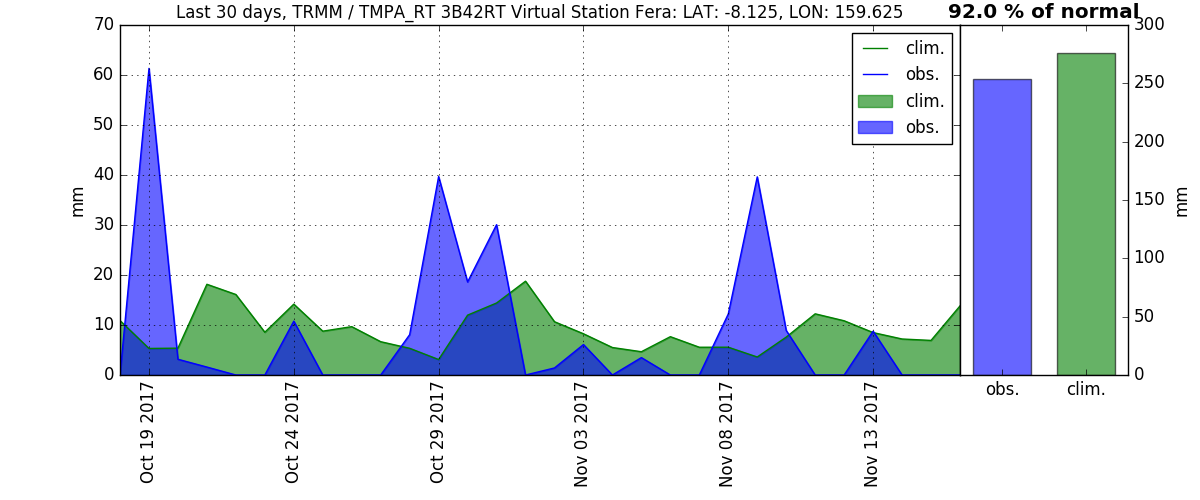 Last 30 days, TRMM / TMPA_RT 3B42RT Virtual Station Fera: LAT: -8.125, LON: 159.625
92.0 % of normal
70
60
50
40
30
20
10
0
mm
clim.
obs.
clim.
obs.
Oct 19 2017
Oct 24 2017
Oct 29 2017
Nov 03 2017
Nov 08 2017
Nov 13 2017
300
250
200
150
100
50
0
mm
obs.
clim.